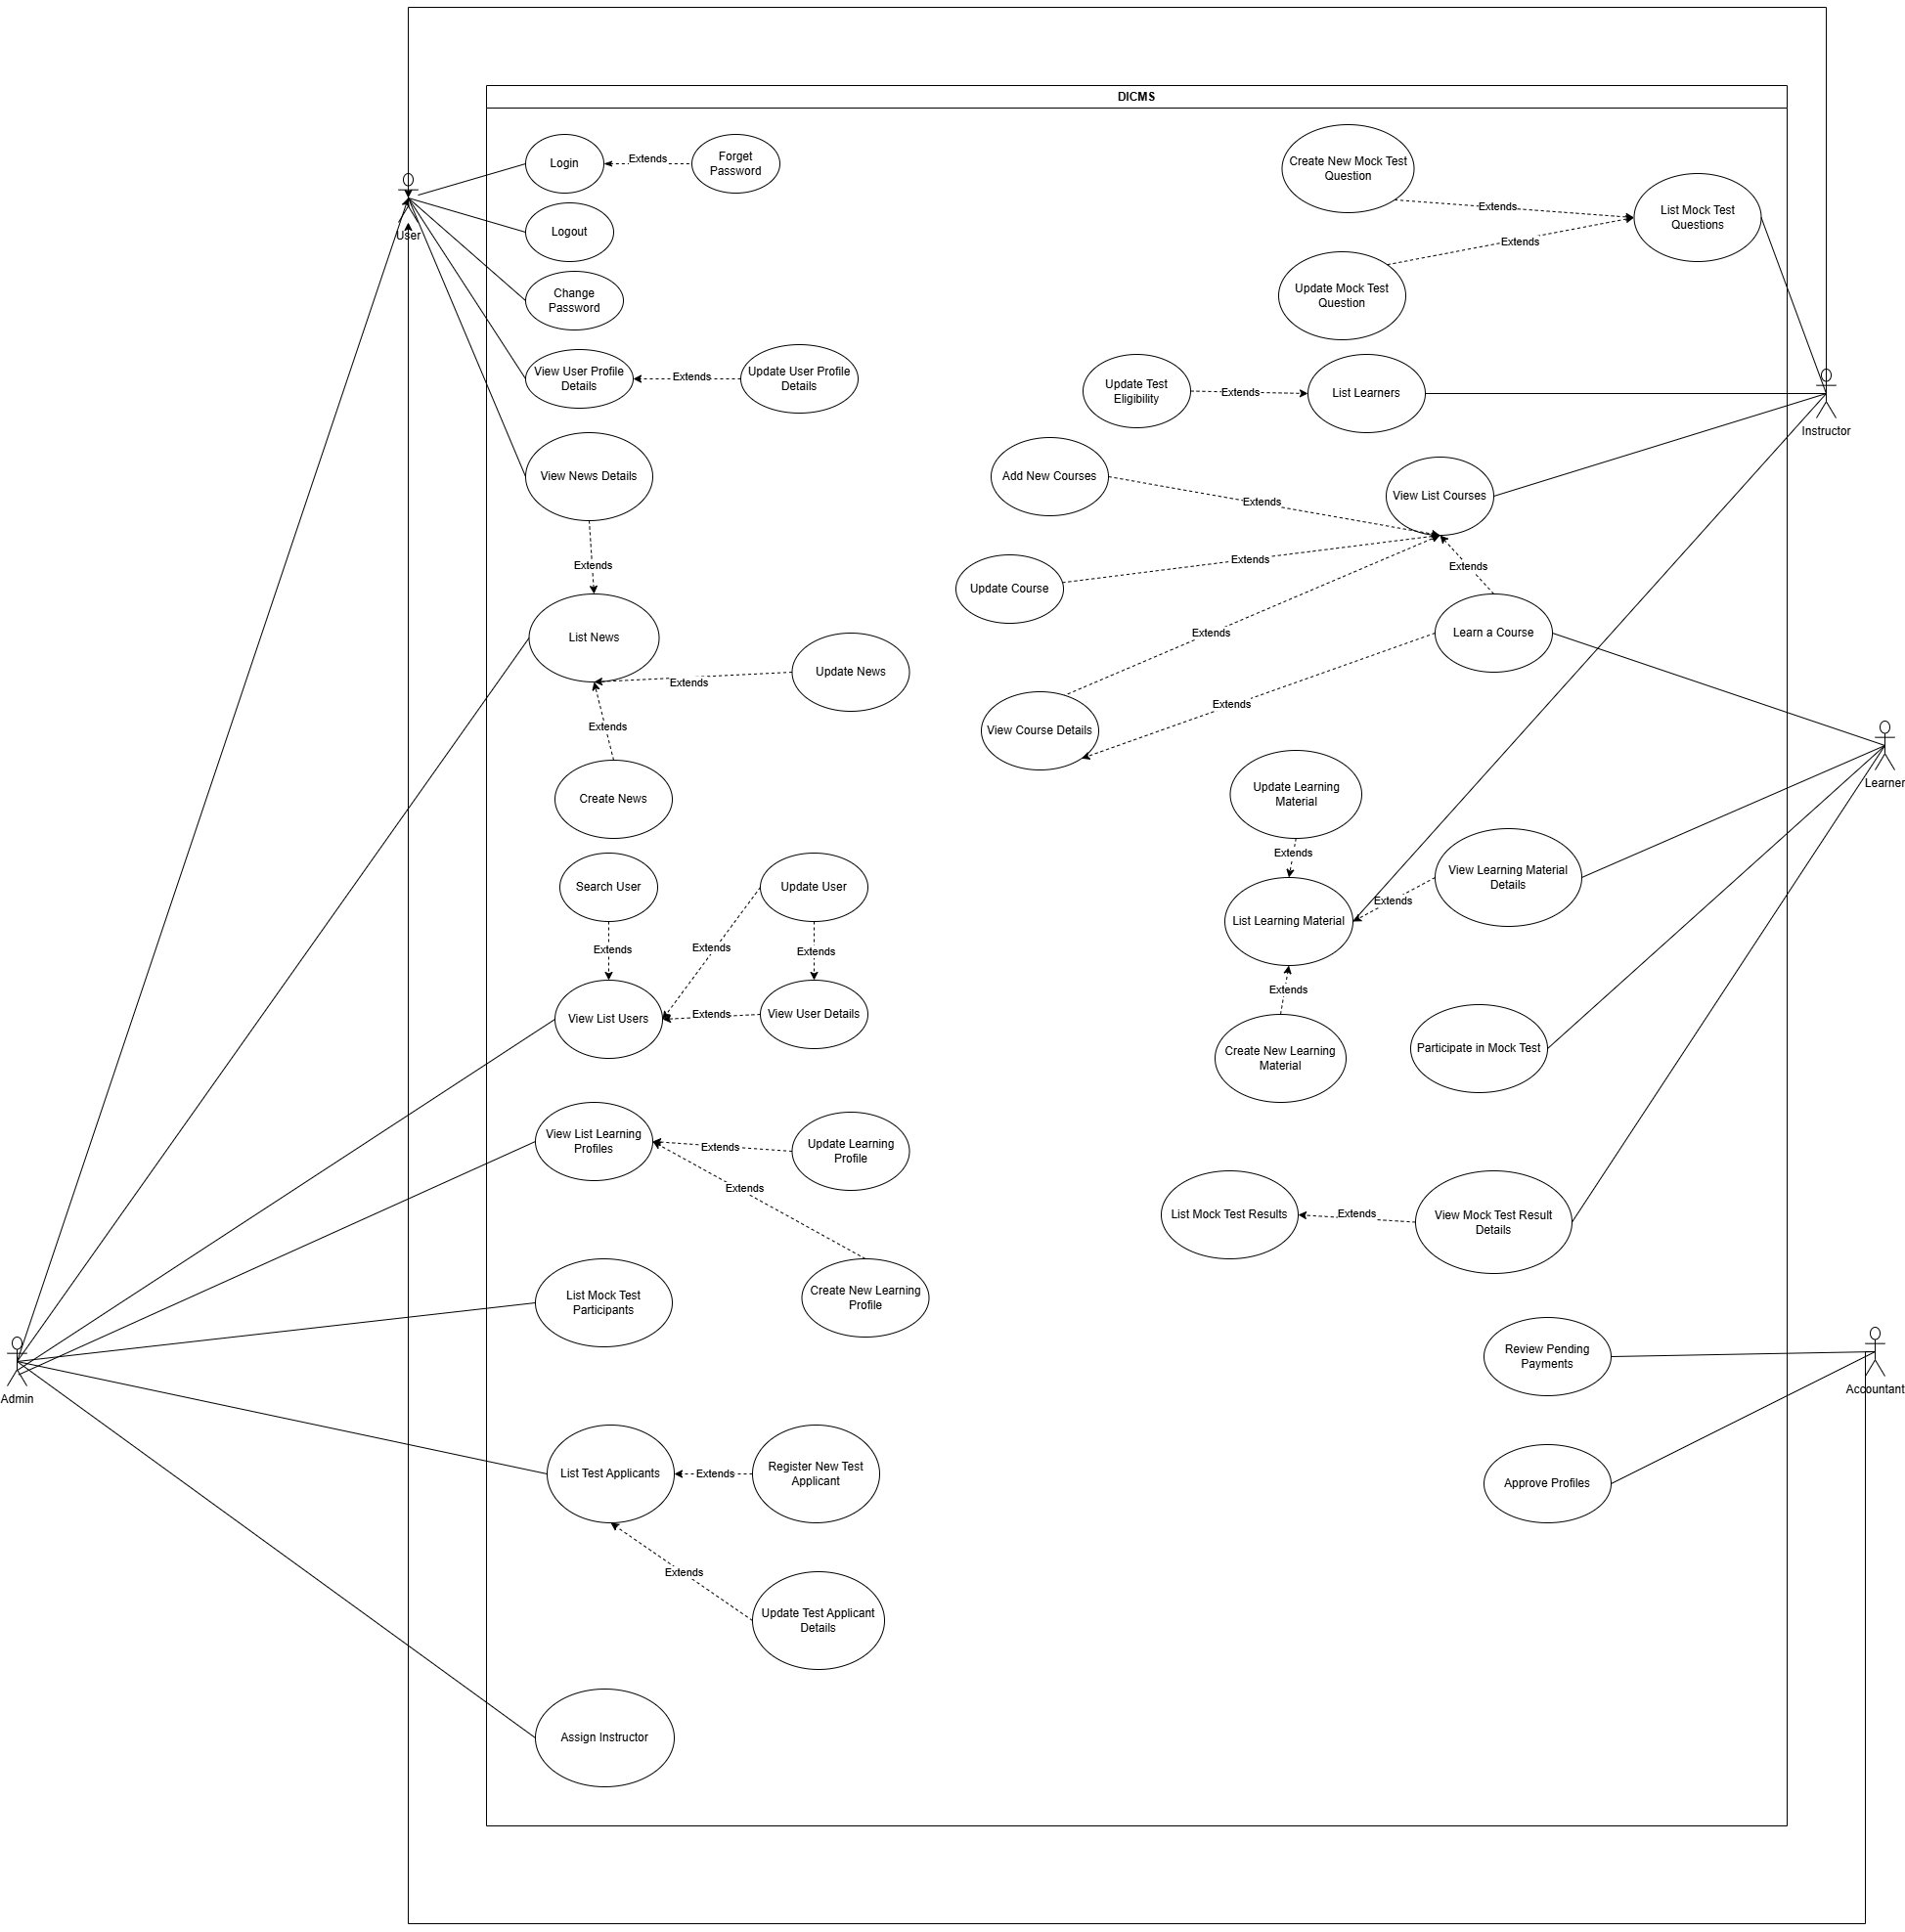 DICMS
Login
Extends
Forget
Password
Logout
User
Change
Password
View User Profile
Details
Extends
Update User Profile
Details
View News Details
Extends
List News
Extends
Update News
Extends
Create News
Search User
Update User
Extends
Extends
Extends
View List Users
Extends
View User Details
View List Learning
Profiles
Extends
Update Learning
Profile
Extends
Create New Learning
Profile
List Mock Test
Participants
Admin
List Test Applicants
Extends
Register New Test
Applicant
Extends
Update Test Applicant
Details
Assign Instructor
Create New Mock Test
Question
Extends
List Mock Test
Questions
Extends
Update Mock Test
Question
Update Test
Eligibility
Extends
List Learners
Instructor
Add New Courses
Extends
View List Courses
Update Course
Extends
Extends
Extends
Learn a Course
Extends
View Course Details
Learner
Update Learning
Material
Extends
View Learning Material
Details
Extends
List Learning Material
Extends
Create New Learning
Material
Participate in Mock Test
List Mock Test Results
Extends
View Mock Test Result
Details
Review Pending
Payments
Accountant
Approve Profiles